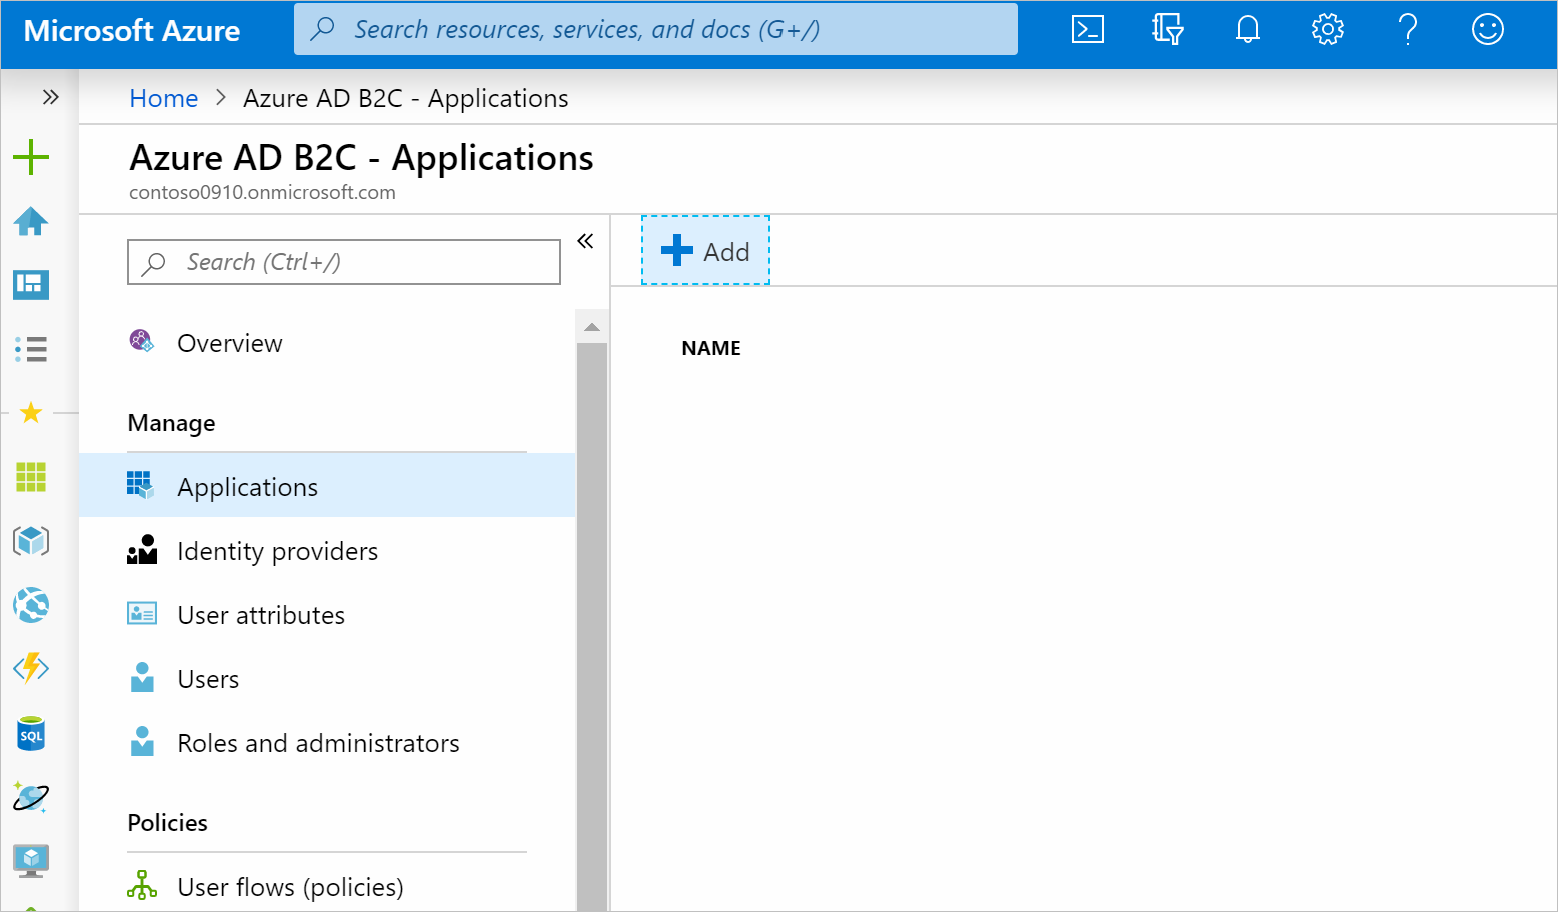 Microsoft Azure
Search resources, services, and docs (G+/)
Home > Azure AD B2C - Applications
Azure AD B2C - Applications
contoso0910.onmicrosoft.com
Search (Ctrl+/)
Add
Overview
NAME
Manage
Applications
Identity providers
User attributes
Users
SQL
Roles and administrators
Policies
User flows (policies)